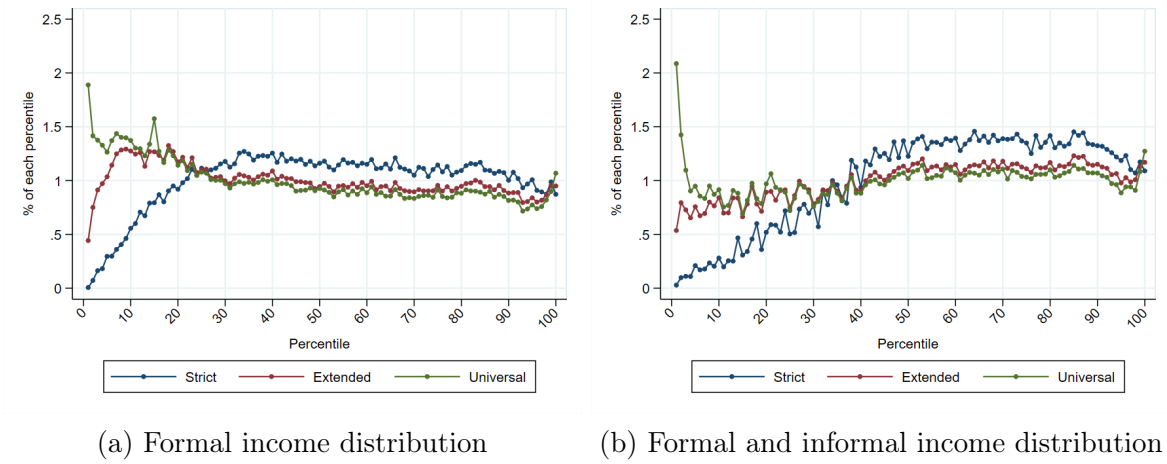 2.5
2
1.5
1
.5
0
% of each percentile
0 10 20 30 40 50 60 70 80 90 100
Percentile
Strict Extended Universal
(a) Formal income distribution
2.5
2
1.5
1
.5
0
% of each percentile
0 10 20 30 40 50 60 70 80 90 100
Percentile
Strict Extended Universal
(b) Formal and informal income distribution